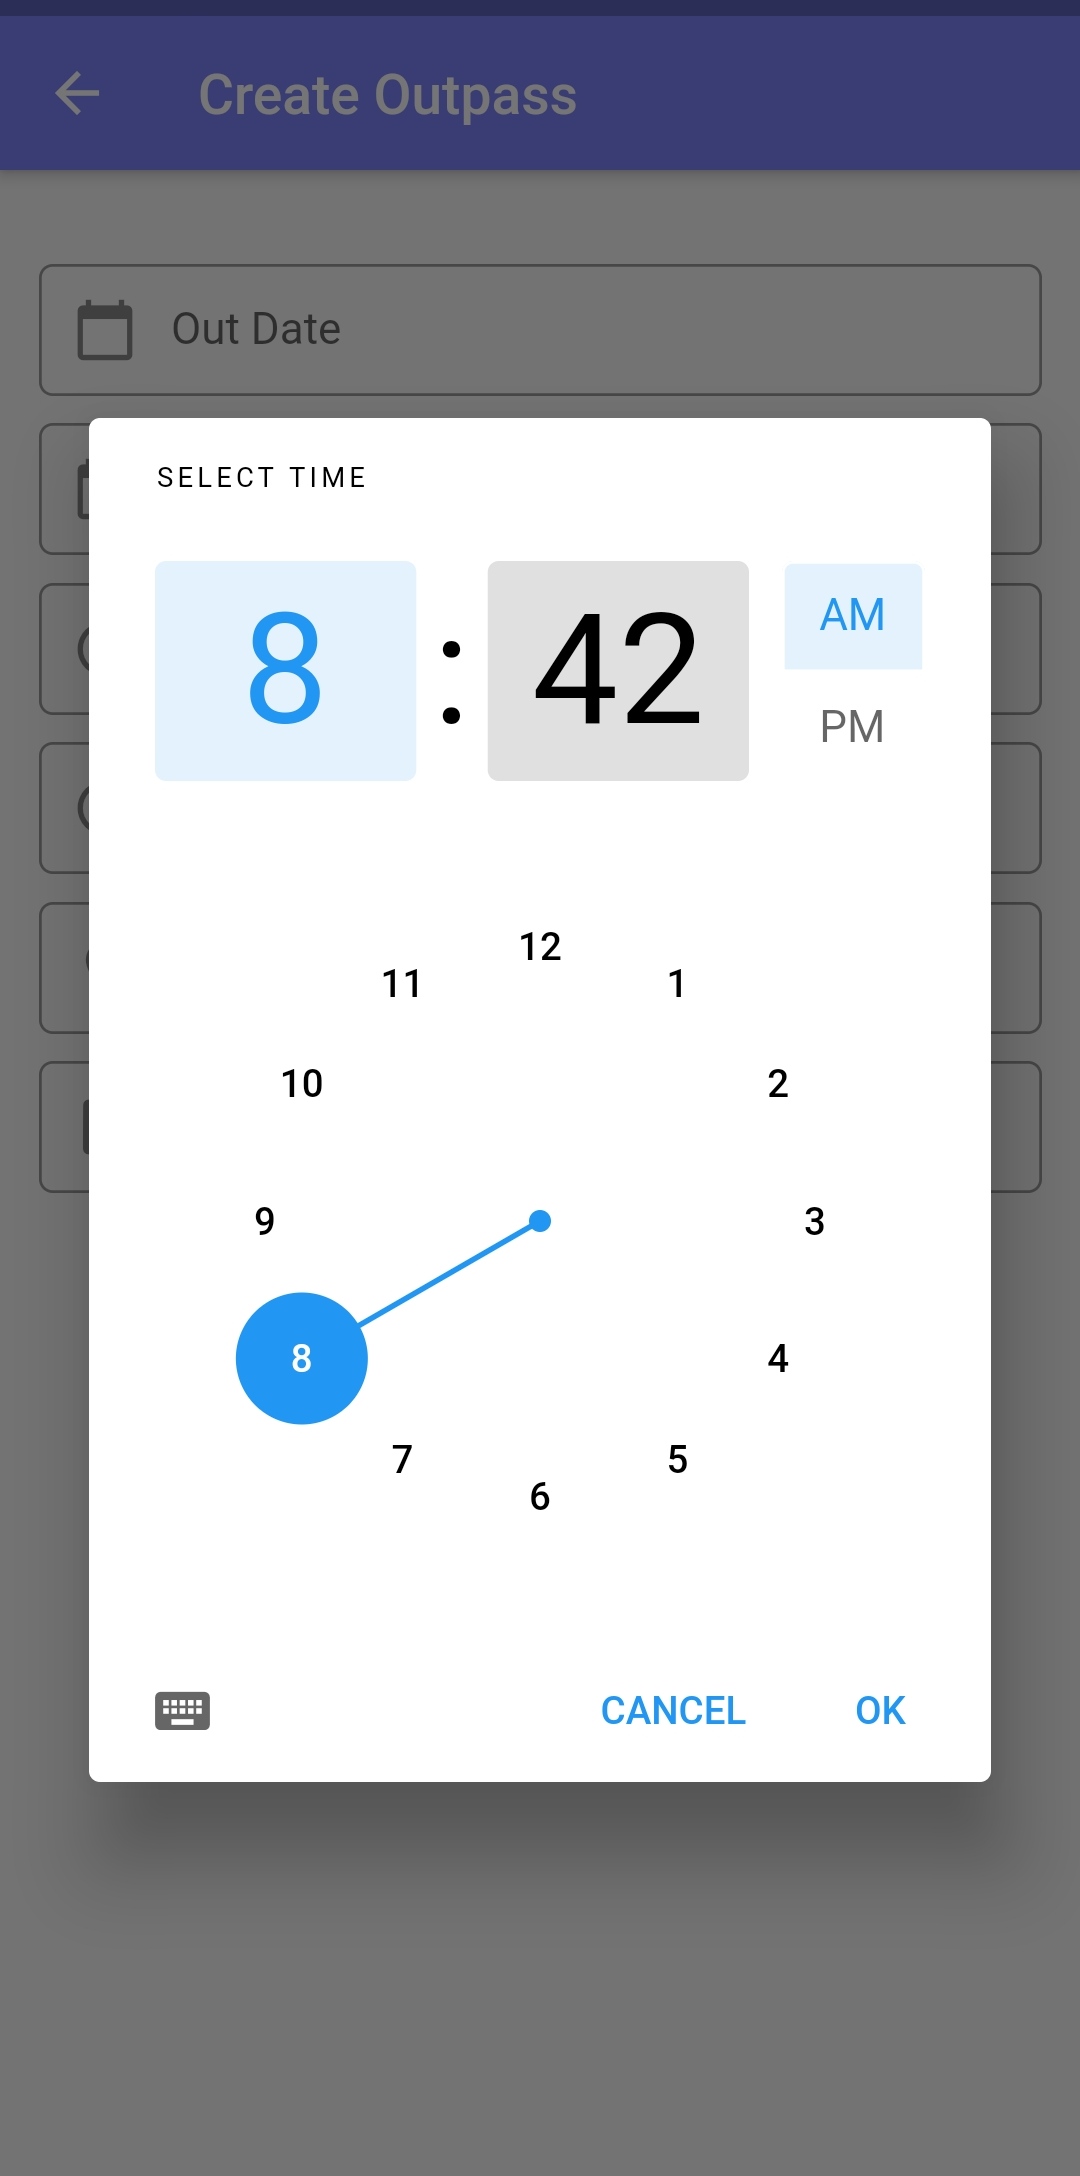 Create Outpass
Out Date
SELECT TIME
8 : 42
AM
PM
12
11 1
10 2
9 3
8 4
7 5
6
CANCEL OK